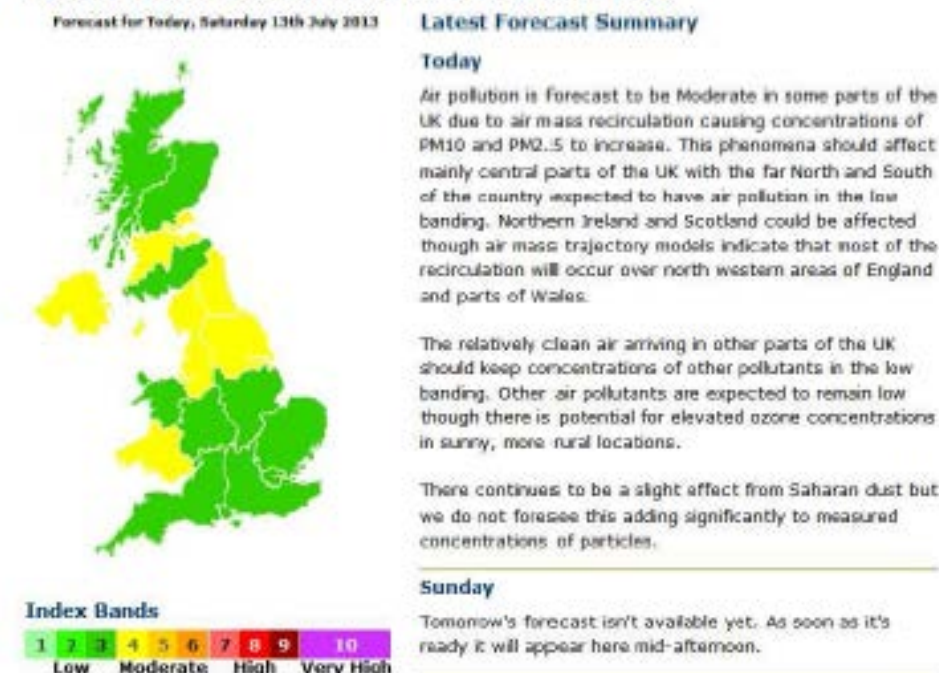 Forecast for Today, Saturday 13th July 2013
Latest Forecast Summary
Today
Air pollution is forecast to be Moderate in some parts of the
UK due to air mass recirculation causing concentrations of
PM10 and PM2.5 to increase. This phenomena should affect
mainly central parts of the UK with the far North and South
of the country expected to have air pollution in the low
banding. Northern Ireland and Scotland could be affected
though air mass trajectory models indicate that most of the
recirculation will occur over north western areas of England
and parts of Wales.
The relatively clean air arriving in other parts of the UK
should keep concentrations of other pollutants in the low
banding. Other air pollutants are expected to remain low
though there is potential for elevated ozone concentrations
in sunny, more rural locations.
There continues to be a slight effect from Saharan dust but
we do not foresee this adding significantly to measured
concentrations of particles.
Sunday
Tomorrow's forecast isn't available yet. As soon as it's
ready it will appear here mid-afternoon.
Index Bands
1 2 3 4 5 6 7 8 9 10
Low Moderate High Very High